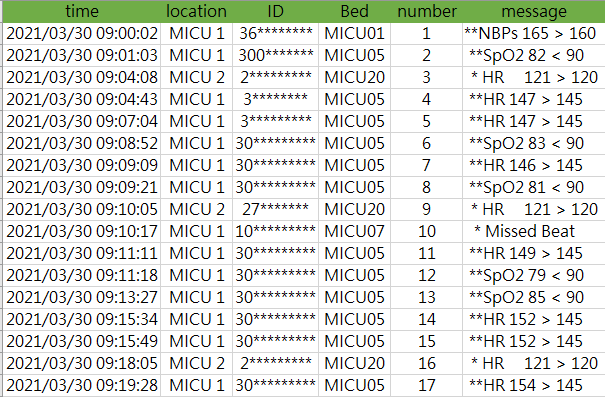 time location ID Bed number message
2021/03/30 09:00:02 MICU 1 36******** MICU01 1 **NBPs 165 > 160
2021/03/30 09:01:03 MICU 1 300******* MICU05 2 **SpO2 82 < 90
2021/03/30 09:04:08 MICU 2 2********* MICU20 3 * HR 121 > 120
2021/03/30 09:04:43 MICU 1 3******** MICU05 4 **HR 147 > 145
2021/03/30 09:07:04 MICU 1 3********* MICU05 5 **HR 147 > 145
2021/03/30 09:08:52 MICU 1 30********* MICU05 6 **SpO2 83 < 90
2021/03/30 09:09:09 MICU 1 30********* MICU05 7 **HR 146 > 145
2021/03/30 09:09:21 MICU 1 30********* MICU05 8 **SpO2 81 < 90
2021/03/30 09:10:05 MICU 2 27******* MICU20 9 * HR 121 > 120
2021/03/30 09:10:17 MICU 1 10********* MICU07 10 * Missed Beat
2021/03/30 09:11:11 MICU 1 30********* MICU05 11 **HR 149 > 145
2021/03/30 09:11:18 MICU 1 30********* MICU05 12 **SpO2 79 < 90
2021/03/30 09:13:27 MICU 1 30********* MICU05 13 **SpO2 85 < 90
2021/03/30 09:15:34 MICU 1 30********* MICU05 14 **HR 152 > 145
2021/03/30 09:15:49 MICU 1 30********* MICU05 15 **HR 152 > 145
2021/03/30 09:18:05 MICU 2 2********* MICU20 16 * HR 121 > 120
2021/03/30 09:19:28 MICU 1 30********* MICU05 17 **HR 154 > 145